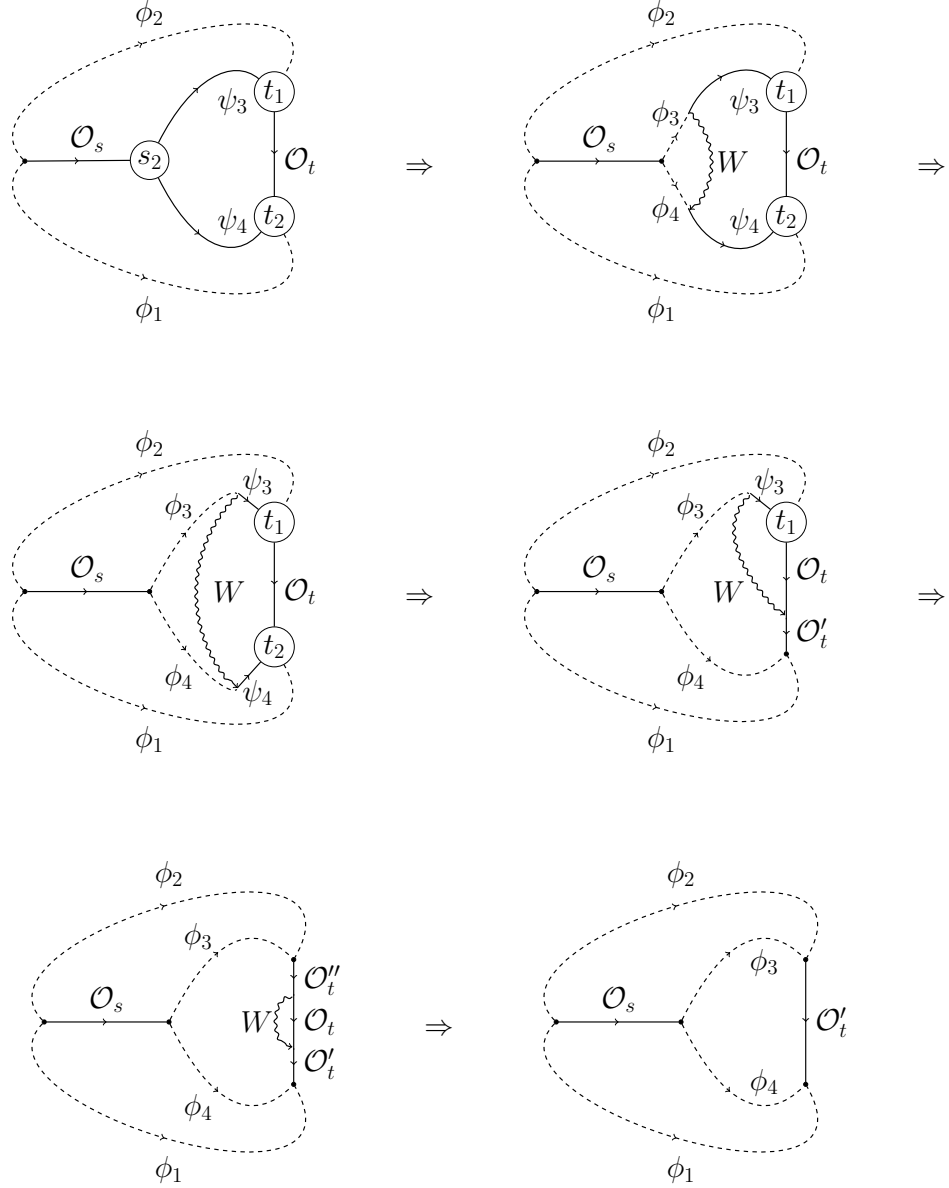 ϕ₂ ϕ₂
t₁ t₁
ψ₃ ϕ₃ ψ₃
𝒪ₛ s₂ 𝒪ₜ ⇒ 𝒪ₛ W 𝒪ₜ ⇒
ψ₄ t₂ ϕ₄ ψ₄ t₂
ϕ₁ ϕ₁
ϕ₂ ϕ₂
ϕ₃ ψ₃ t₁ ϕ₃ ψ₃ t₁
𝒪ₛ W 𝒪ₜ ⇒ 𝒪ₛ W 𝒪ₜ ⇒
𝒪′ₜ
ϕ₄ ψ₄ t₂ ϕ₄
ϕ₁ ϕ₁
ϕ₂ ϕ₂
ϕ₃ 𝒪″ₜ ϕ₃
𝒪ₛ W 𝒪ₜ ⇒ 𝒪ₛ 𝒪′ₜ
ϕ₄ 𝒪′ₜ ϕ₄
ϕ₁ ϕ₁